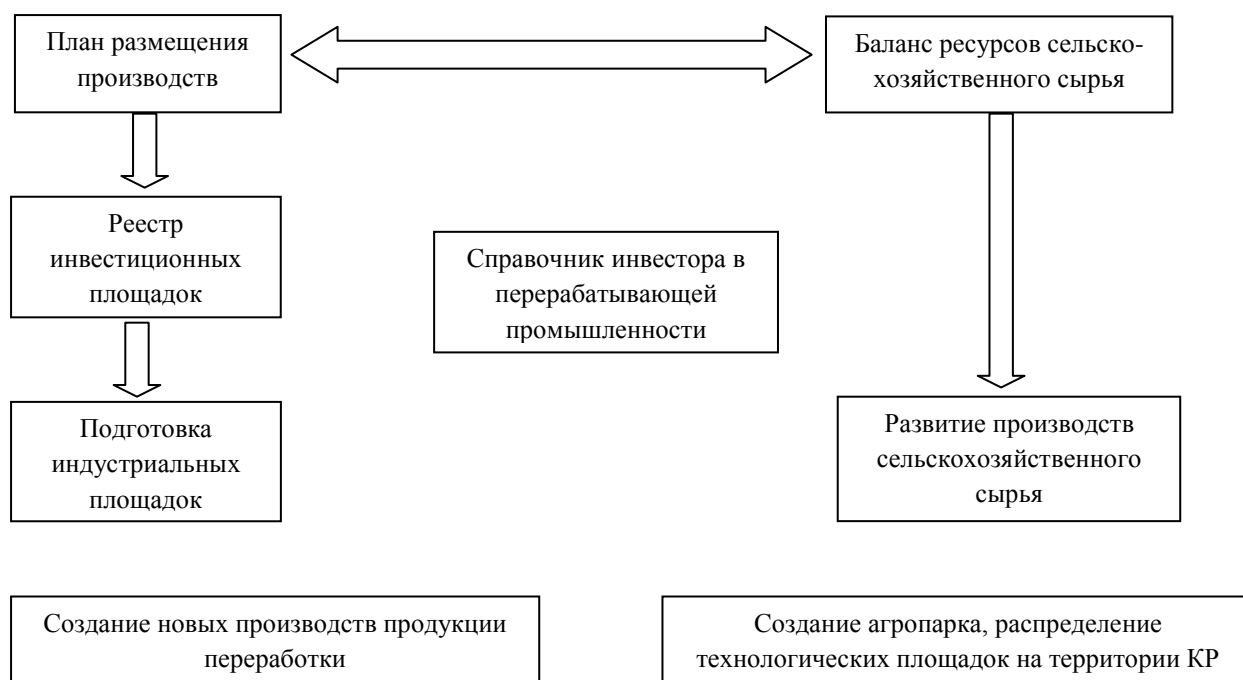 План размещения
производств
Баланс ресурсов сельско-
хозяйственного сырья
Реестр
инвестиционных
площадок
Справочник инвестора в
перерабатывающей
промышленности
Подготовка
индустриальных
площадок
Развитие производств
сельскохозяйственного
сырья
Создание новых производств продукции
переработки
Создание агропарка, распределение
технологических площадок на территории КР